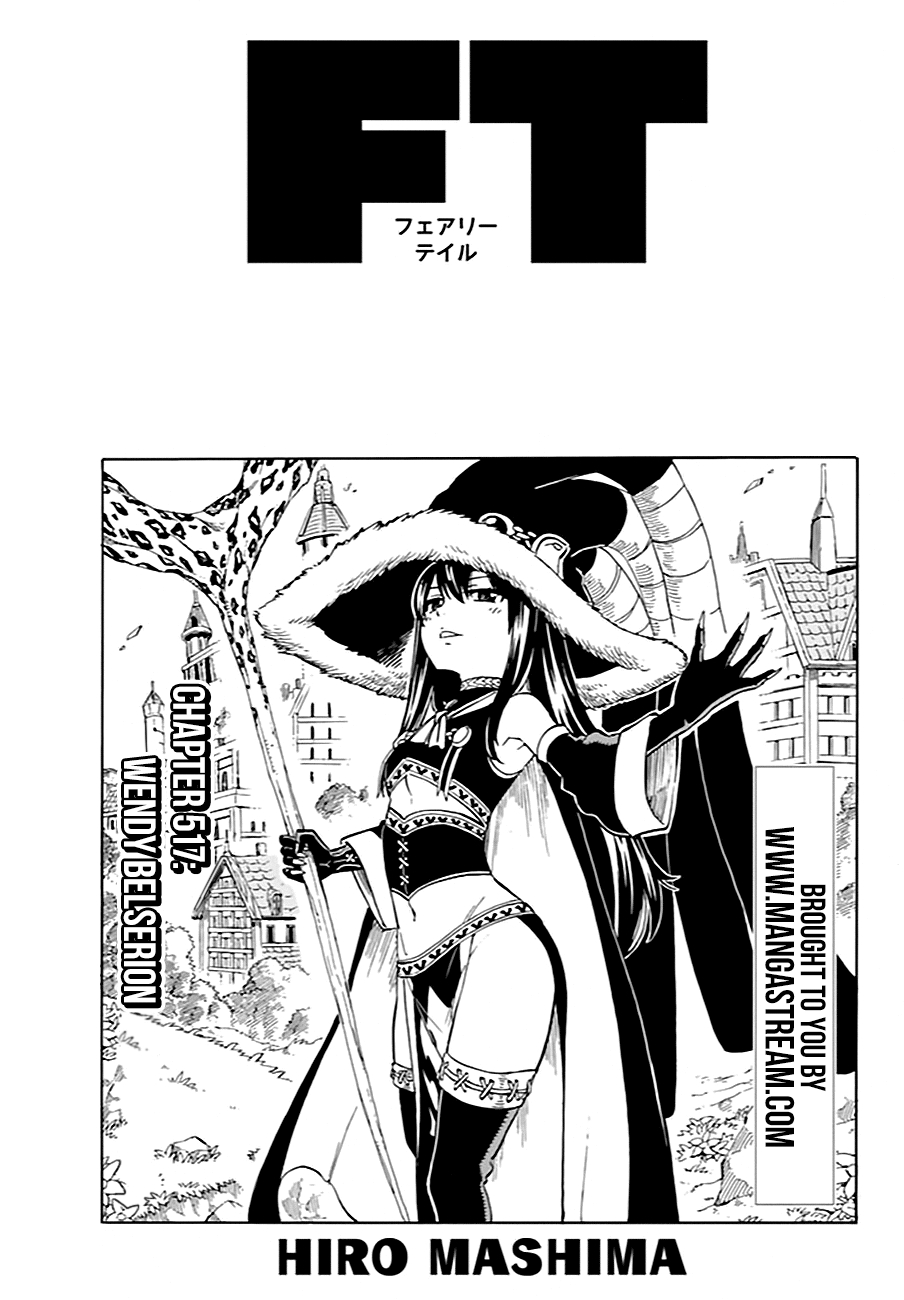 FT
フェアリー
テイル
CHAPTER 517:
WENDY BELSERION
BROUGHT TO YOU BY
WWW.MANGASTREAM.COM
HIRO MASHIMA